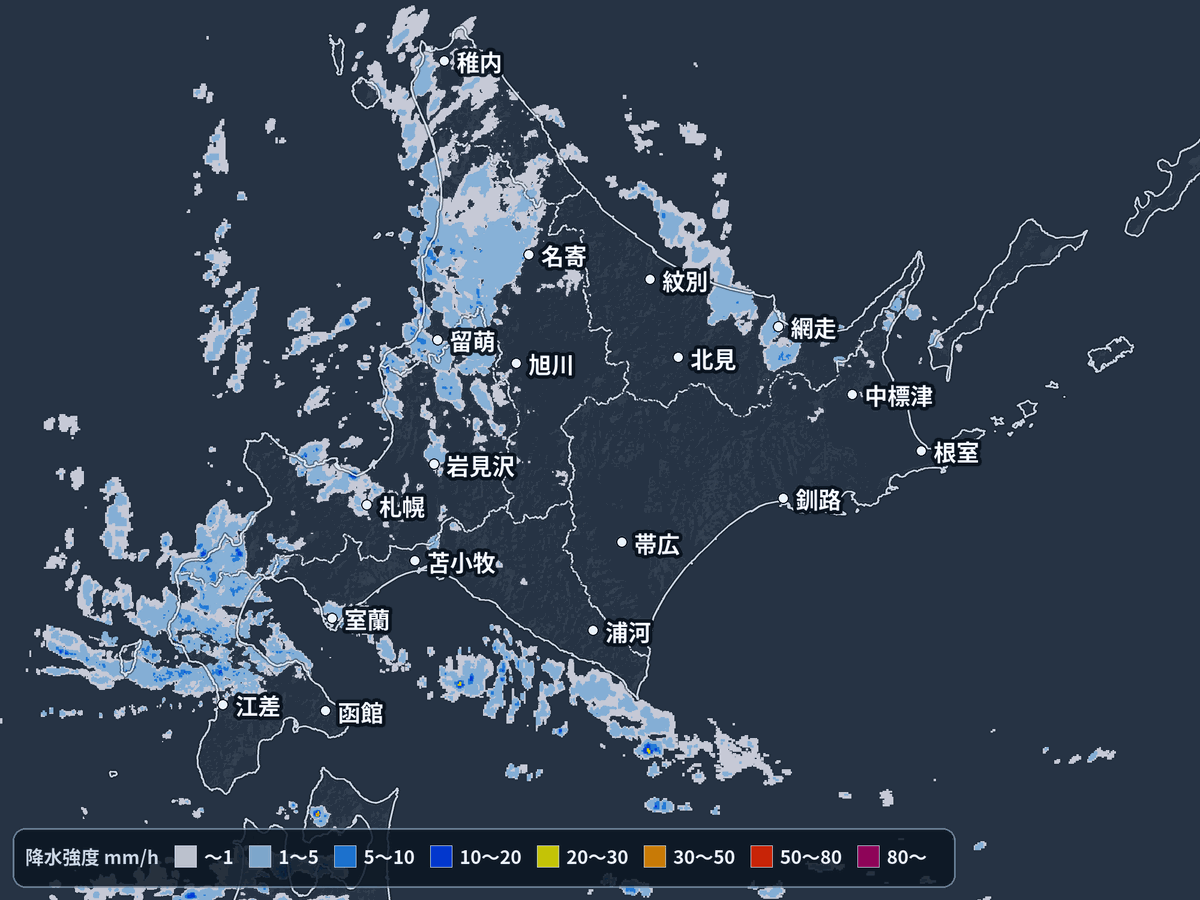 稚内
名寄
紋別
網走
留萌
旭川
北見
中標津
根室
岩見沢
札幌
釧路
帯広
苫小牧
室蘭
浦河
江差
函館
降水強度 mm/h ～1 1～5 5～10 10～20 20～30 30～50 50～80 80～